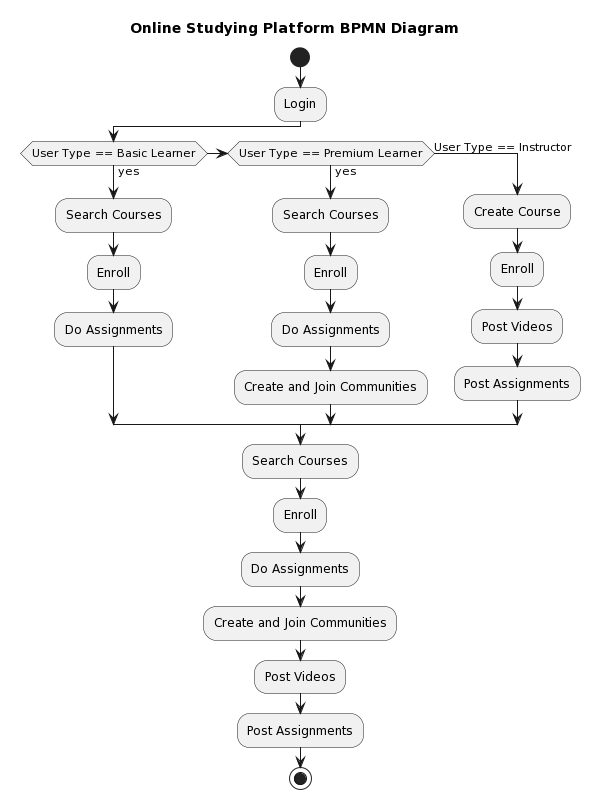 Online Studying Platform BPMN Diagram
Login
User Type == Basic Learner
yes
Search Courses
Enroll
Do Assignments
User Type == Premium Learner
yes
Search Courses
Enroll
Do Assignments
Create and Join Communities
User Type == Instructor
Create Course
Enroll
Post Videos
Post Assignments
Search Courses
Enroll
Do Assignments
Create and Join Communities
Post Videos
Post Assignments